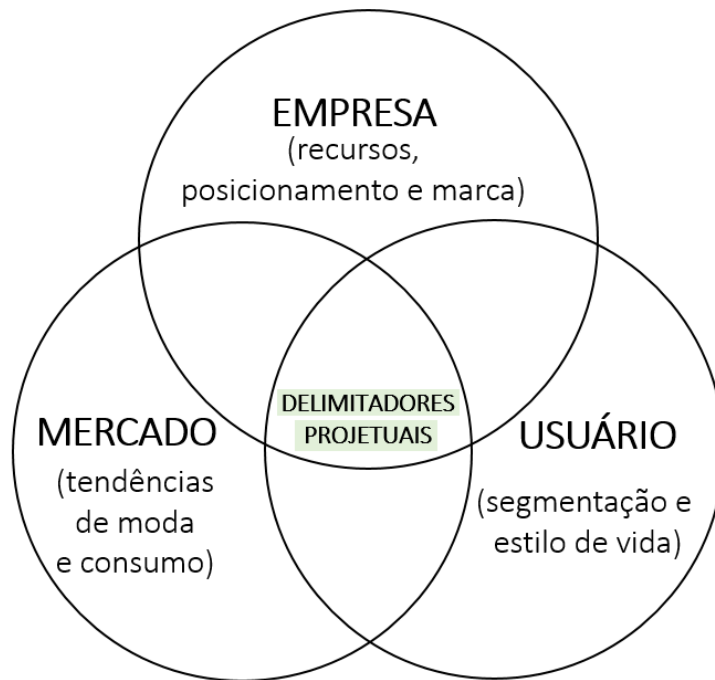 EMPRESA
(recursos,
posicionamento e marca)
DELIMITADORES
PROJETUAIS
MERCADO
(tendências
de moda
e consumo)
USUÁRIO
(segmentação e
estilo de vida)